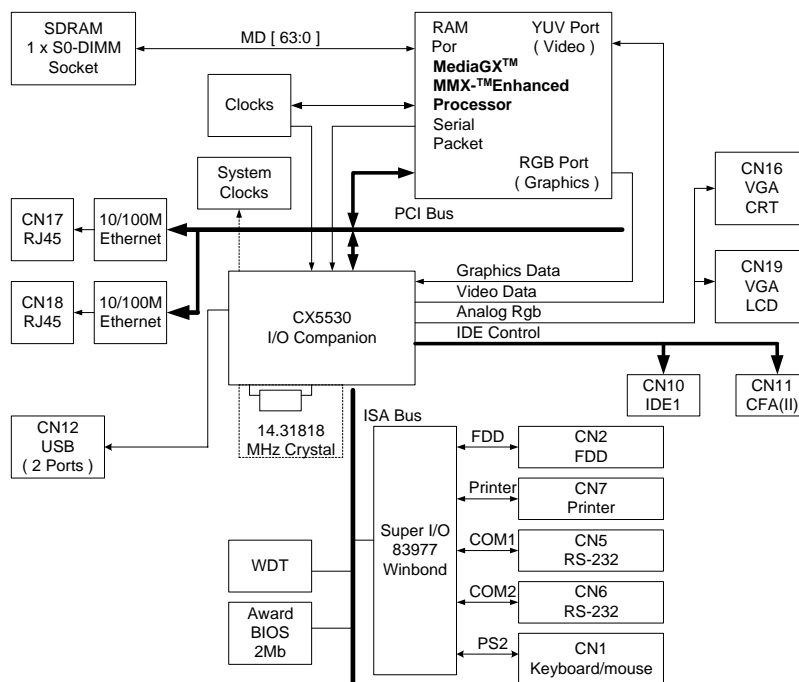 SDRAM
1 x S0-DIMM
Socket
MD [ 63:0 ]
RAM
Por
YUV Port
( Video )
MediaGX™
MMX-™Enhanced
Processor
Serial
Packet
RGB Port
( Graphics )
Clocks
System
Clocks
CN16
VGA
CRT
CN17
RJ45
10/100M
Ethernet
PCI Bus
CN19
VGA
LCD
CN18
RJ45
10/100M
Ethernet
CX5530
I/O Companion
Graphics Data
Video Data
Analog Rgb
IDE Control
CN10
IDE1
CN11
CFA(II)
14.31818
MHz Crystal
ISA Bus
CN12
USB
( 2 Ports )
Super I/O
83977
Winbond
FDD
CN2
FDD
Printer
CN7
Printer
COM1
CN5
RS-232
COM2
CN6
RS-232
PS2
CN1
Keyboard/mouse
WDT
Award
BIOS
2Mb